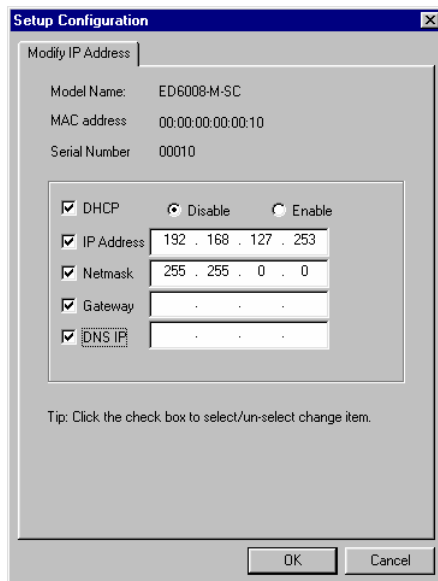 Setup Configuration
Modify IP Address
Model Name: ED6008-M-SC
MAC address 00:00:00:00:00:10
Serial Number 00010
DHCP Disable Enable
IP Address 192 . 168 . 127 . 253
Netmask 255 . 255 . 0 . 0
Gateway . . .
DNS IP . . .
Tip: Click the check box to select/un-select change item.
OK Cancel